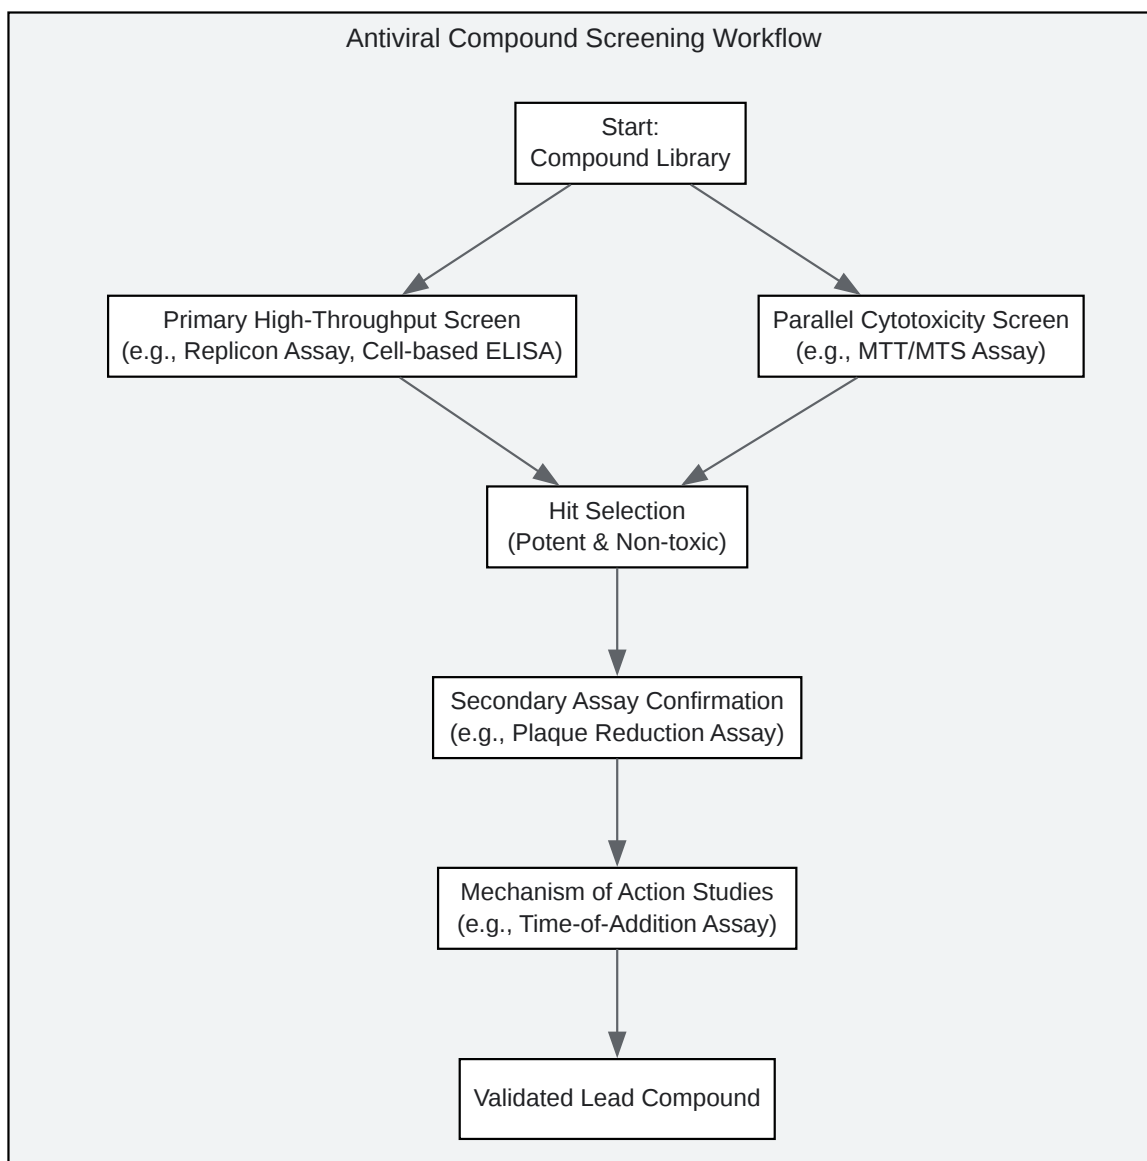 Antiviral Compound Screening Workflow
Start:
Compound Library
Primary High-Throughput Screen
(e.g., Replicon Assay, Cell-based ELISA)
Parallel Cytotoxicity Screen
(e.g., MTT/MTS Assay)
Hit Selection
(Potent & Non-toxic)
Secondary Assay Confirmation
(e.g., Plaque Reduction Assay)
Mechanism of Action Studies
(e.g., Time-of-Addition Assay)
Validated Lead Compound